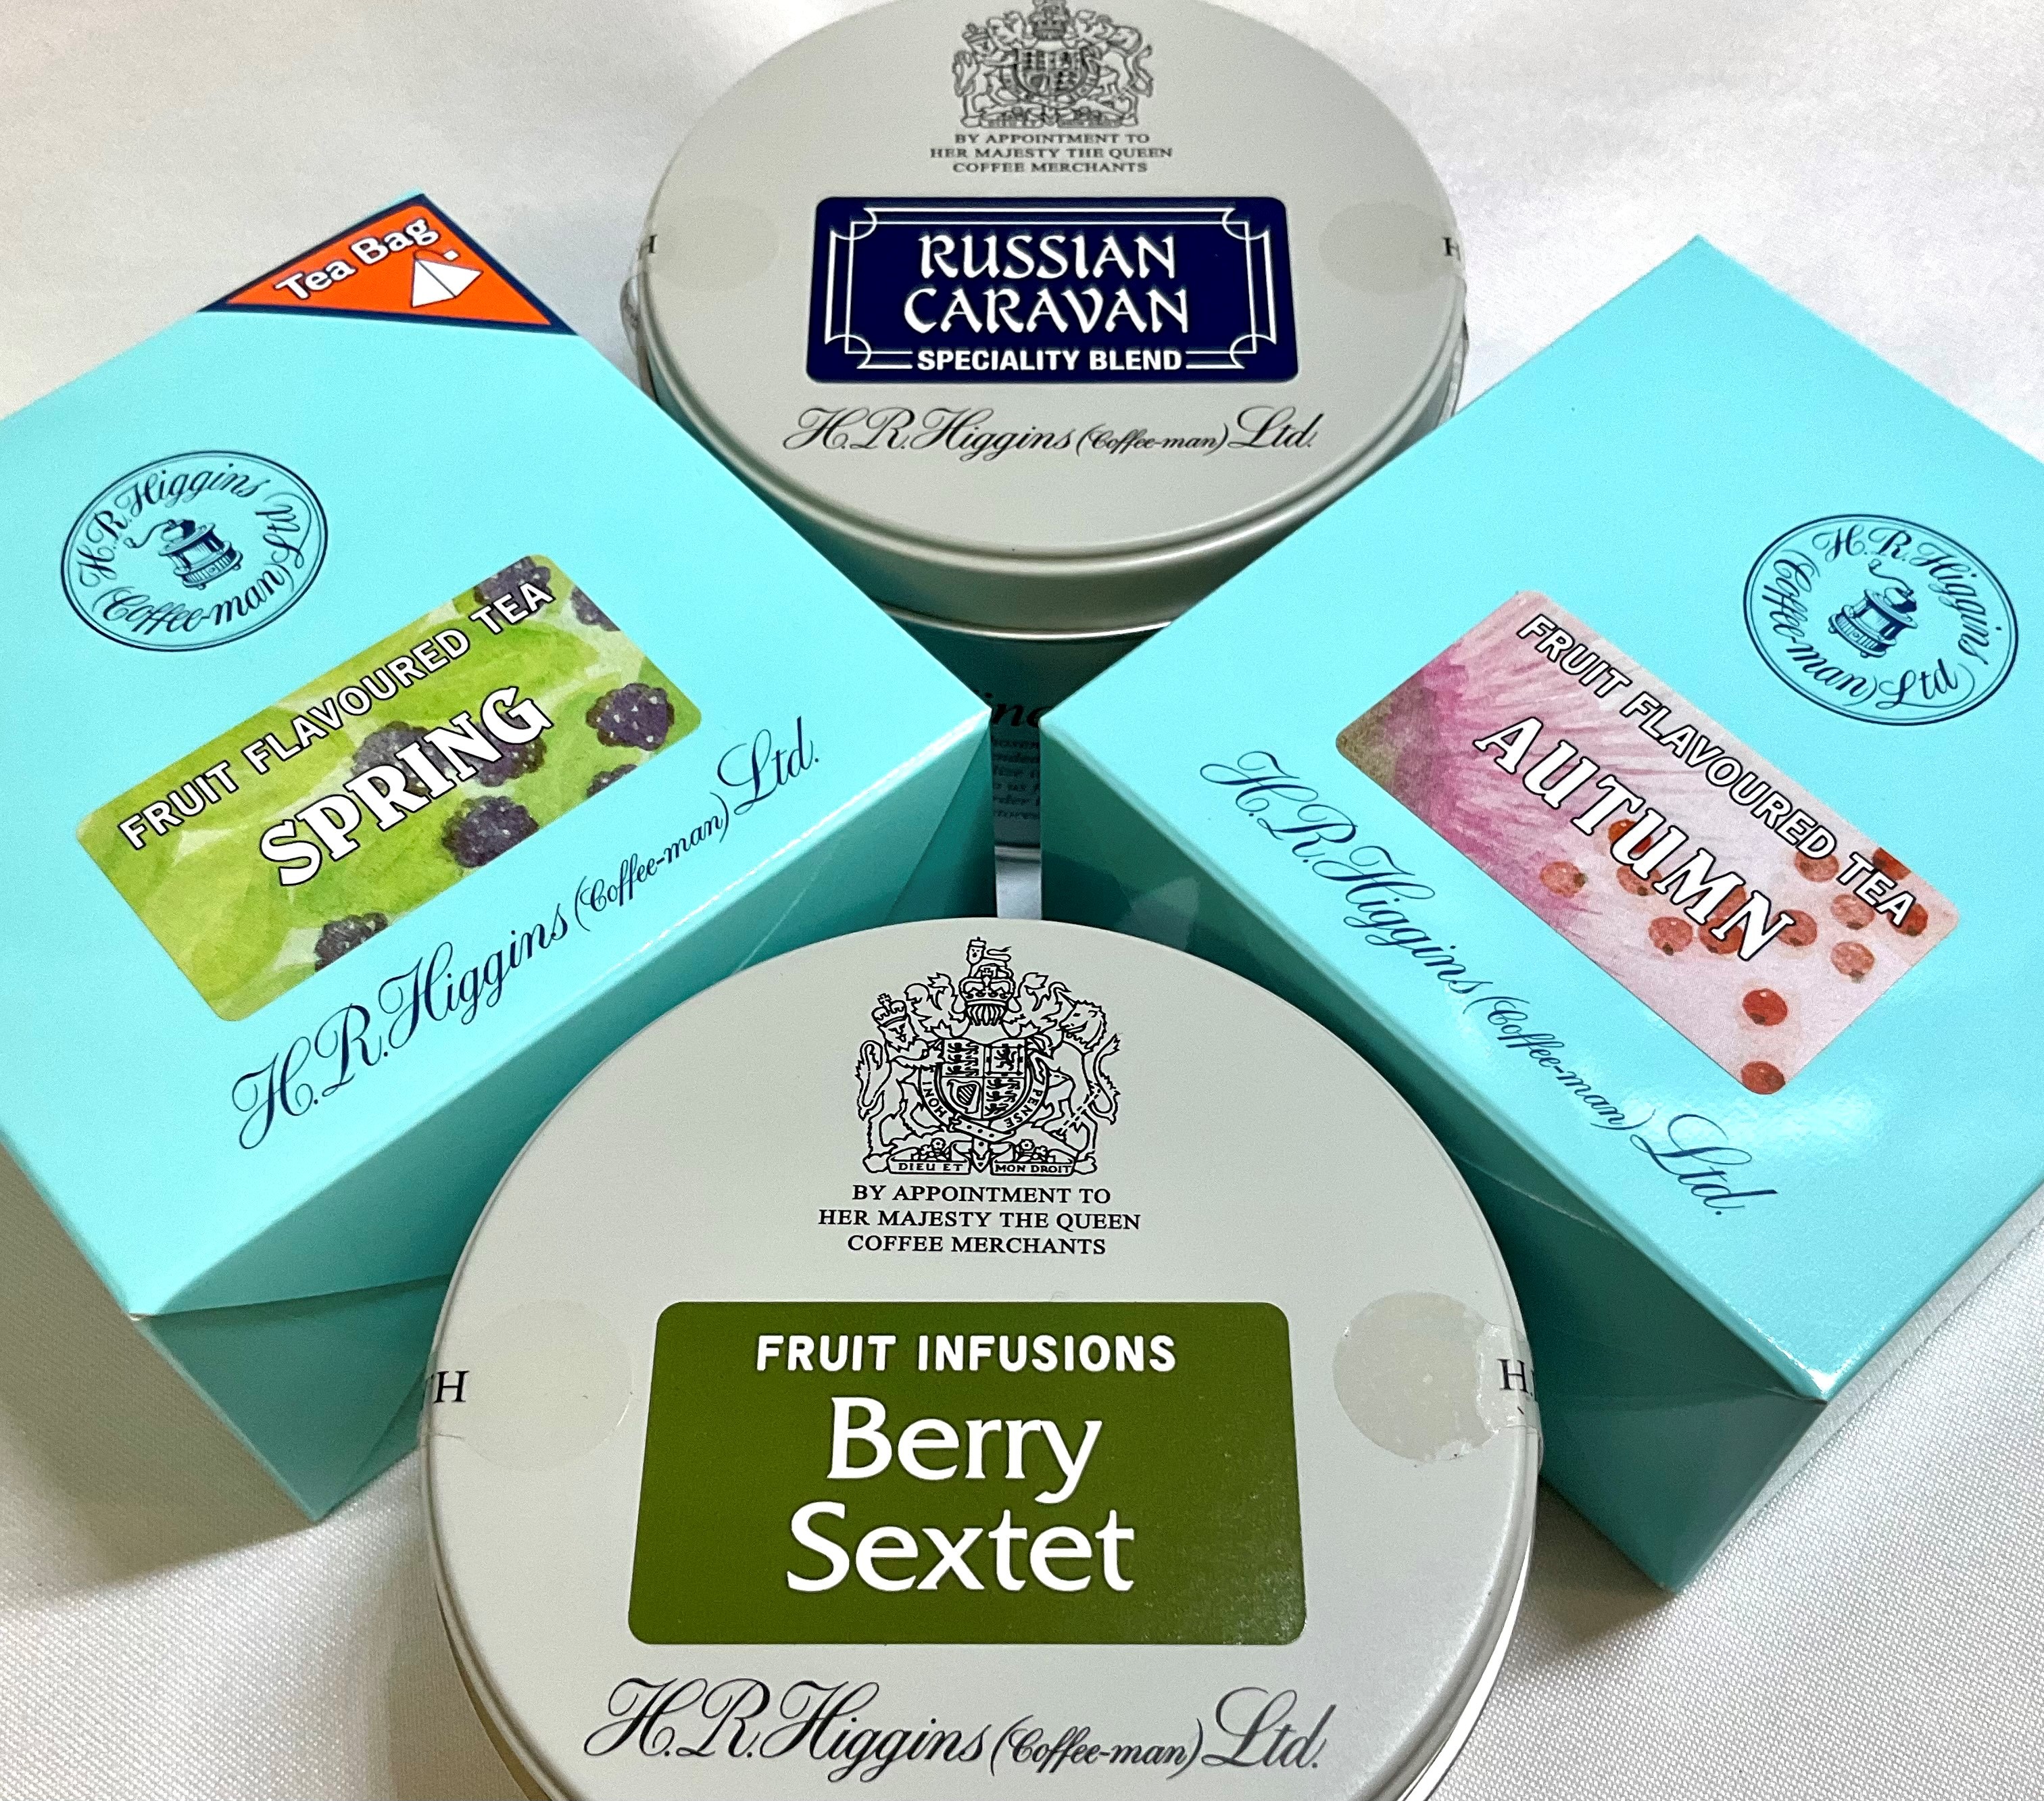 BY APPOINTMENT TO
HER MAJESTY THE QUEEN
COFFEE MERCHANTS
RUSSIAN
CARAVAN
SPECIALITY BLEND
H.R.Higgins (Coffee-man) Ltd.
H
H
Tea Bag
H.R.Higgins (Coffee-man) Ltd
FRUIT FLAVOURED TEA
SPRING
H.R.Higgins (Coffee-man) Ltd.
H.R.Higgins (Coffee-man) Ltd
FRUIT FLAVOURED TEA
AUTUMN
H.R.Higgins (Coffee-man) Ltd.
HONI PENSE
DIEU ET MON DROIT
BY APPOINTMENT TO
HER MAJESTY THE QUEEN
COFFEE MERCHANTS
FRUIT INFUSIONS
Berry
Sextet
H
H.
H.R.Higgins (Coffee-man) Ltd.